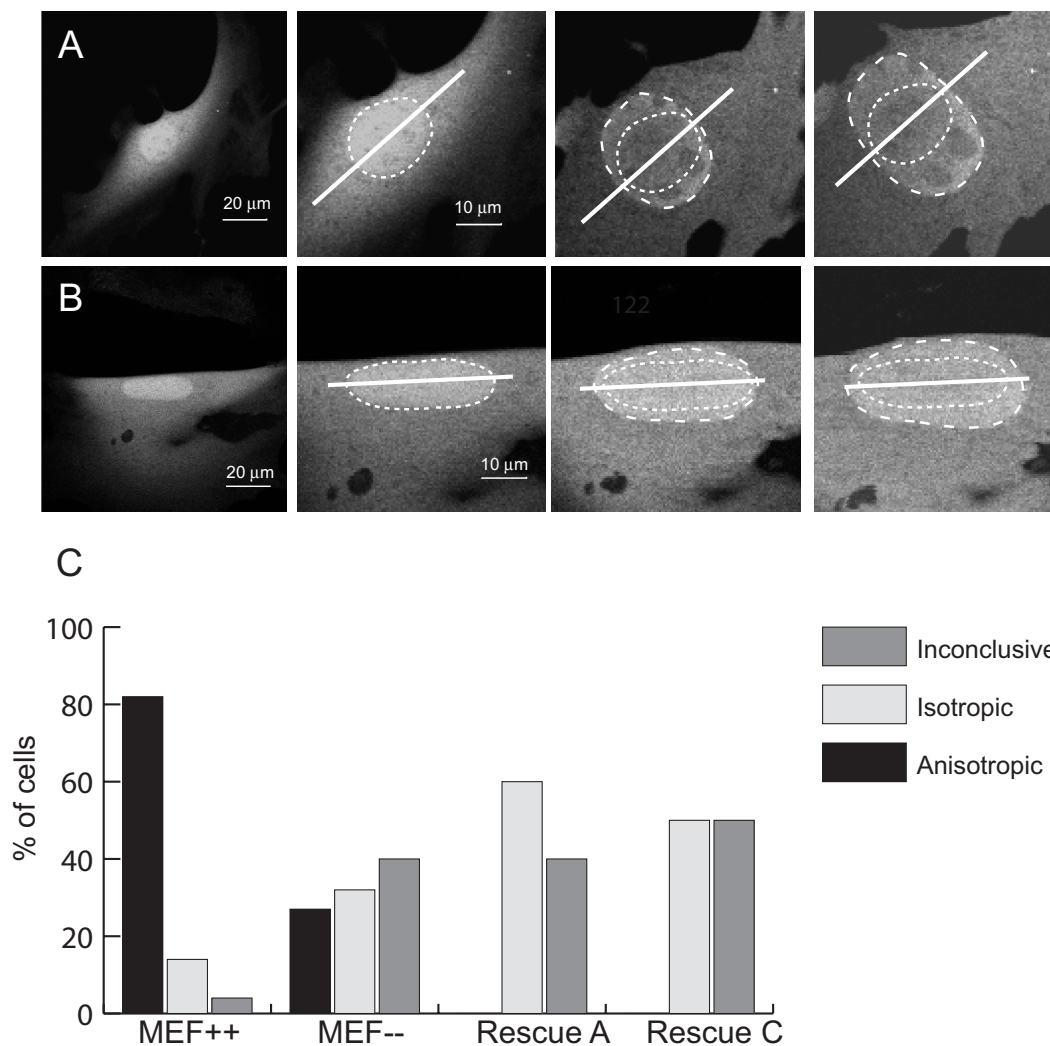 A
20 µm
10 µm
B
122
20 µm
10 µm
C
100
80
60
40
20
0
% of cells
MEF++
MEF--
Rescue A
Rescue C
Inconclusive
Isotropic
Anisotropic